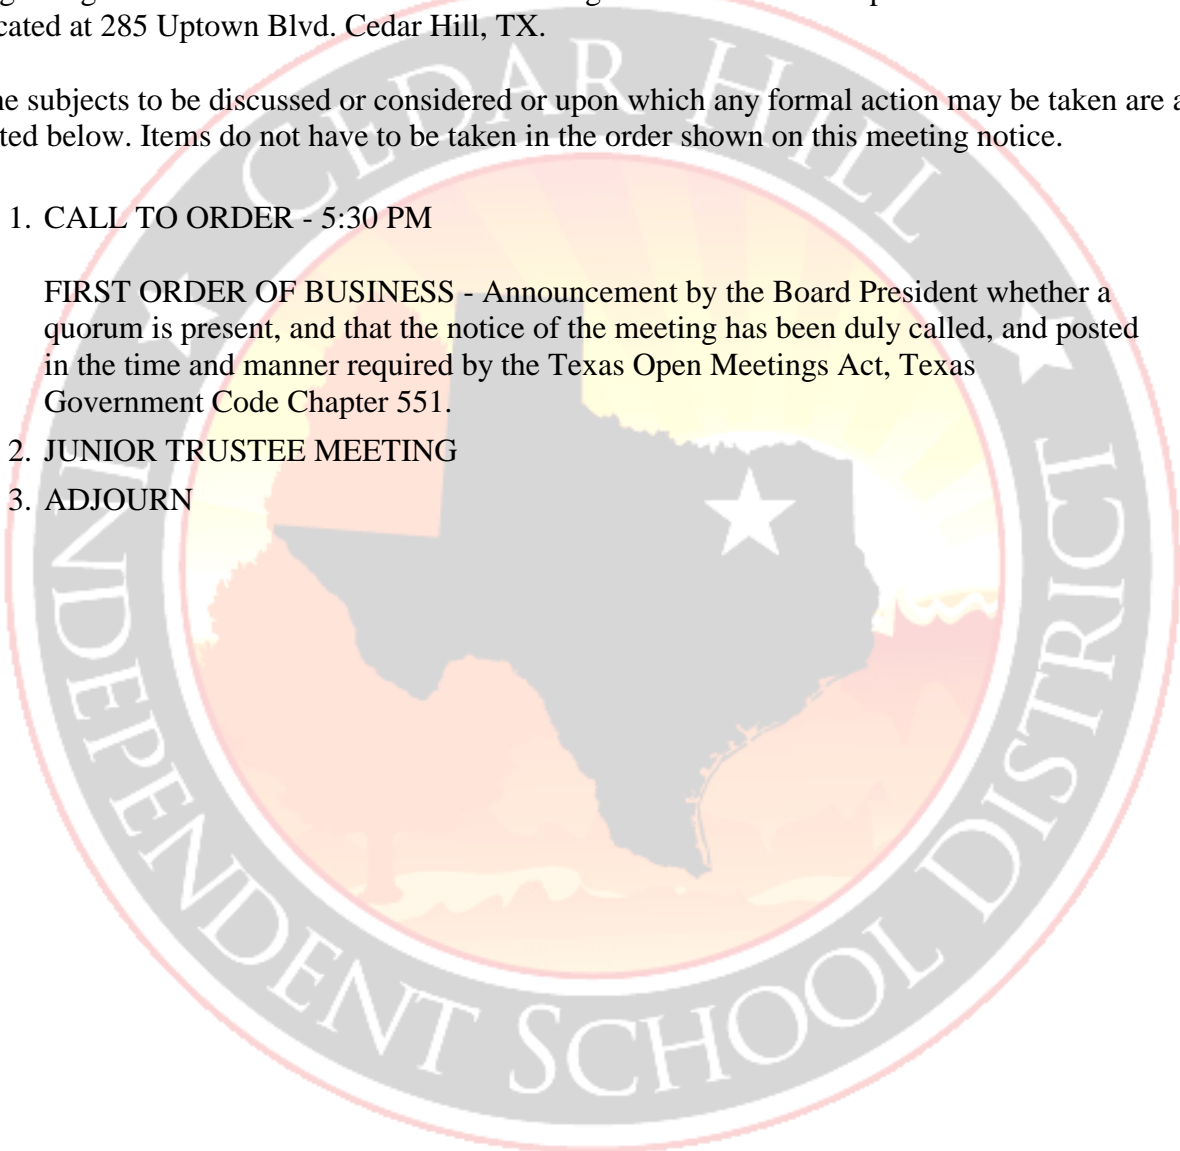 cated at 285 Uptown Blvd. Cedar Hill, TX.
subjects to be discussed or considered or upon which any formal action may be taken are
ted below. Items do not have to be taken in the order shown on this meeting notice.
1. CALL TO ORDER - 5:30 PM
FIRST ORDER OF BUSINESS - Announcement by the Board President whether a
quorum is present, and that the notice of the meeting has been duly called, and posted
in the time and manner required by the Texas Open Meetings Act, Texas
Government Code Chapter 551.
2. JUNIOR TRUSTEE MEETING
3. ADJOURN
CEDAR HILL
INDEPENDENT SCHOOL DISTRICT